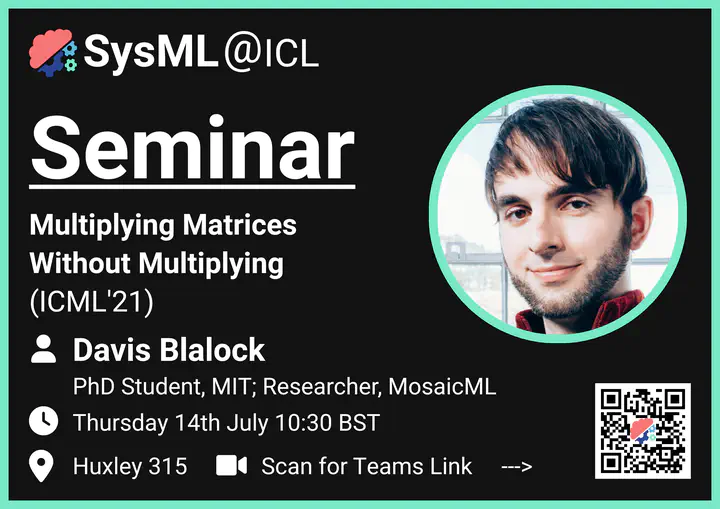 SysML@ICL
Seminar
Multiplying Matrices
Without Multiplying
(ICML'21)
Davis Blalock
PhD Student, MIT; Researcher, MosaicML
Thursday 14th July 10:30 BST
Huxley 315 Scan for Teams Link --->